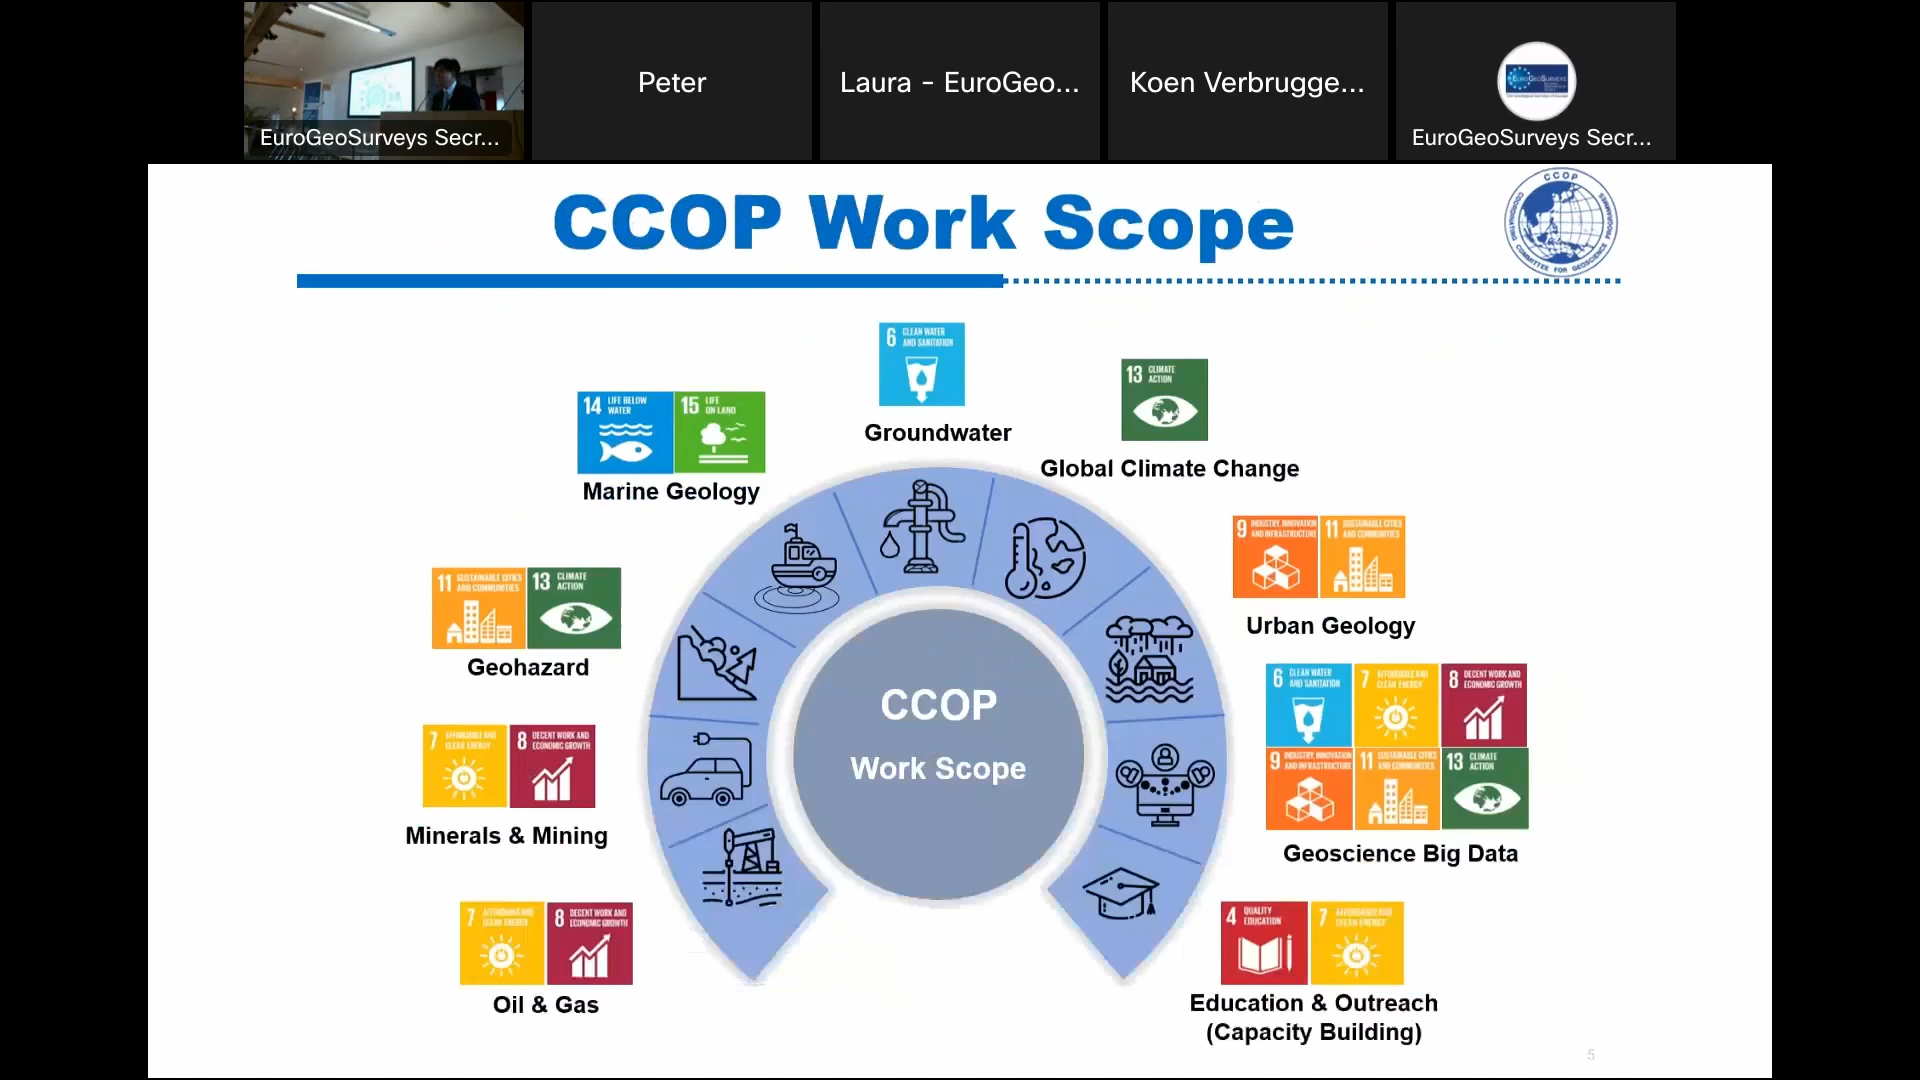 EuroGeoSurveys Secr...
Peter
Laura - EuroGeo...
Koen Verbrugge...
EuroGeoSurveys Secr...
CCOP Work Scope
CCOP
COORDINATING COMMITTEE FOR GEOSCIENCE PROGRAMMES
6 CLEAN WATER
AND SANITATION
Groundwater
13 CLIMATE
ACTION
Global Climate Change
14 LIFE BELOW
WATER
15 LIFE
ON LAND
Marine Geology
9 INDUSTRY, INNOVATION
AND INFRASTRUCTURE
11 SUSTAINABLE CITIES
AND COMMUNITIES
Urban Geology
11 SUSTAINABLE CITIES
AND COMMUNITIES
13 CLIMATE
ACTION
Geohazard
6 CLEAN WATER
AND SANITATION
7 AFFORDABLE AND
CLEAN ENERGY
8 DECENT WORK AND
ECONOMIC GROWTH
9 INDUSTRY, INNOVATION
AND INFRASTRUCTURE
11 SUSTAINABLE CITIES
AND COMMUNITIES
13 CLIMATE
ACTION
Geoscience Big Data
CCOP
Work Scope
7 AFFORDABLE AND
CLEAN ENERGY
8 DECENT WORK AND
ECONOMIC GROWTH
Minerals & Mining
7 AFFORDABLE AND
CLEAN ENERGY
8 DECENT WORK AND
ECONOMIC GROWTH
Oil & Gas
4 QUALITY
EDUCATION
7 AFFORDABLE AND
CLEAN ENERGY
Education & Outreach
(Capacity Building)
5